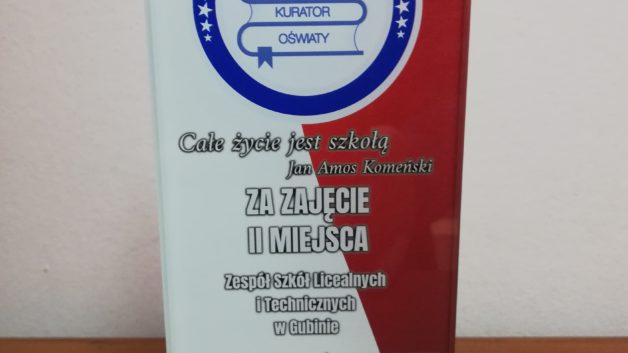 KURATOR
OŚWIATY
Całe życie jest szkołą
Jan Amos Komeński
ZA ZAJĘCIE
II MIEJSCA
Zespół Szkół Licealnych
i Technicznych
w Gubinie